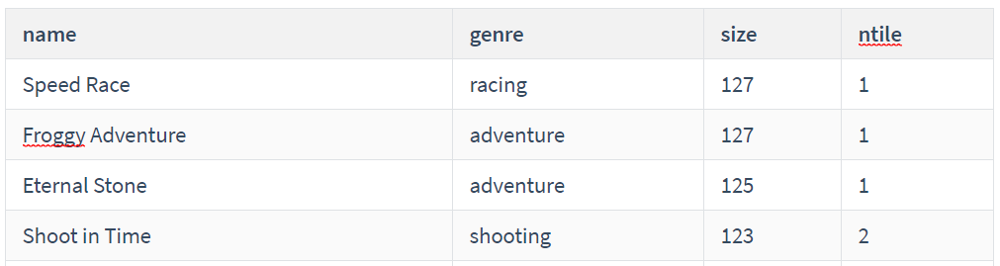 name genre size ntile
Speed Race racing 127 1
Froggy Adventure adventure 127 1
Eternal Stone adventure 125 1
Shoot in Time shooting 123 2